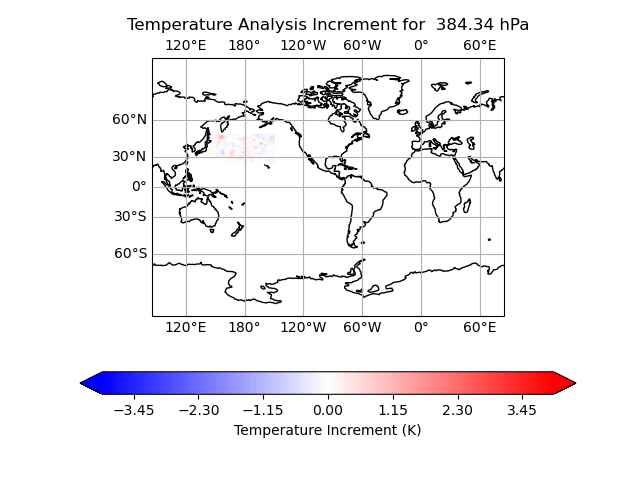 Temperature Analysis Increment for  384.34 hPa
120°E 180° 120°W 60°W 0° 60°E
60°N
30°N
0°
30°S
60°S
120°E 180° 120°W 60°W 0° 60°E
−3.45 −2.30 −1.15 0.00 1.15 2.30 3.45
Temperature Increment (K)